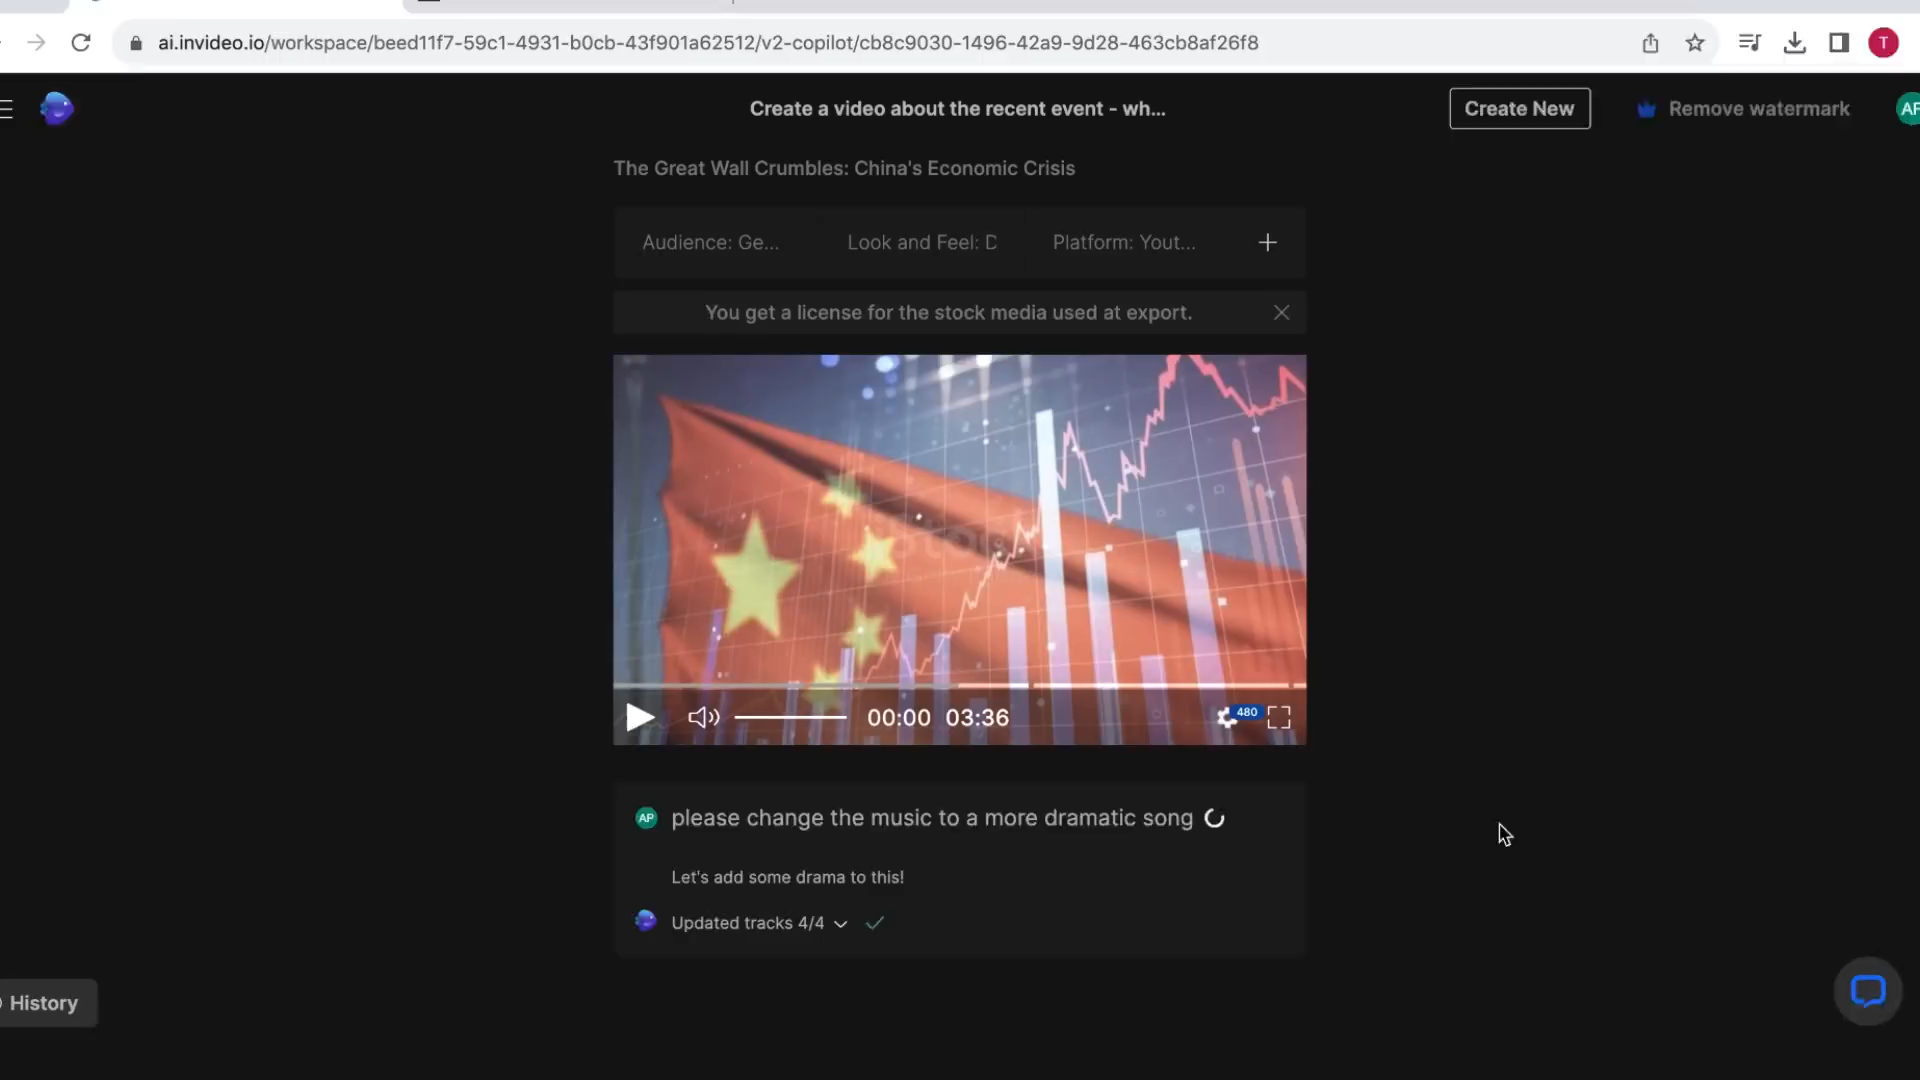 ai.invideo.io/workspace/beed11f7-59c1-4931-b0cb-43f901a62512/v2-copilot/cb8c9030-1496-42a9-9d28-463cb8af26f8
T
Create a video about the recent event - wh...
Create New
Remove watermark
AP
The Great Wall Crumbles: China's Economic Crisis
Audience: Ge...
Look and Feel: D
Platform: Yout...
You get a license for the stock media used at export.
00:00 03:36
480
AP please change the music to a more dramatic song
Let's add some drama to this!
Updated tracks 4/4
History